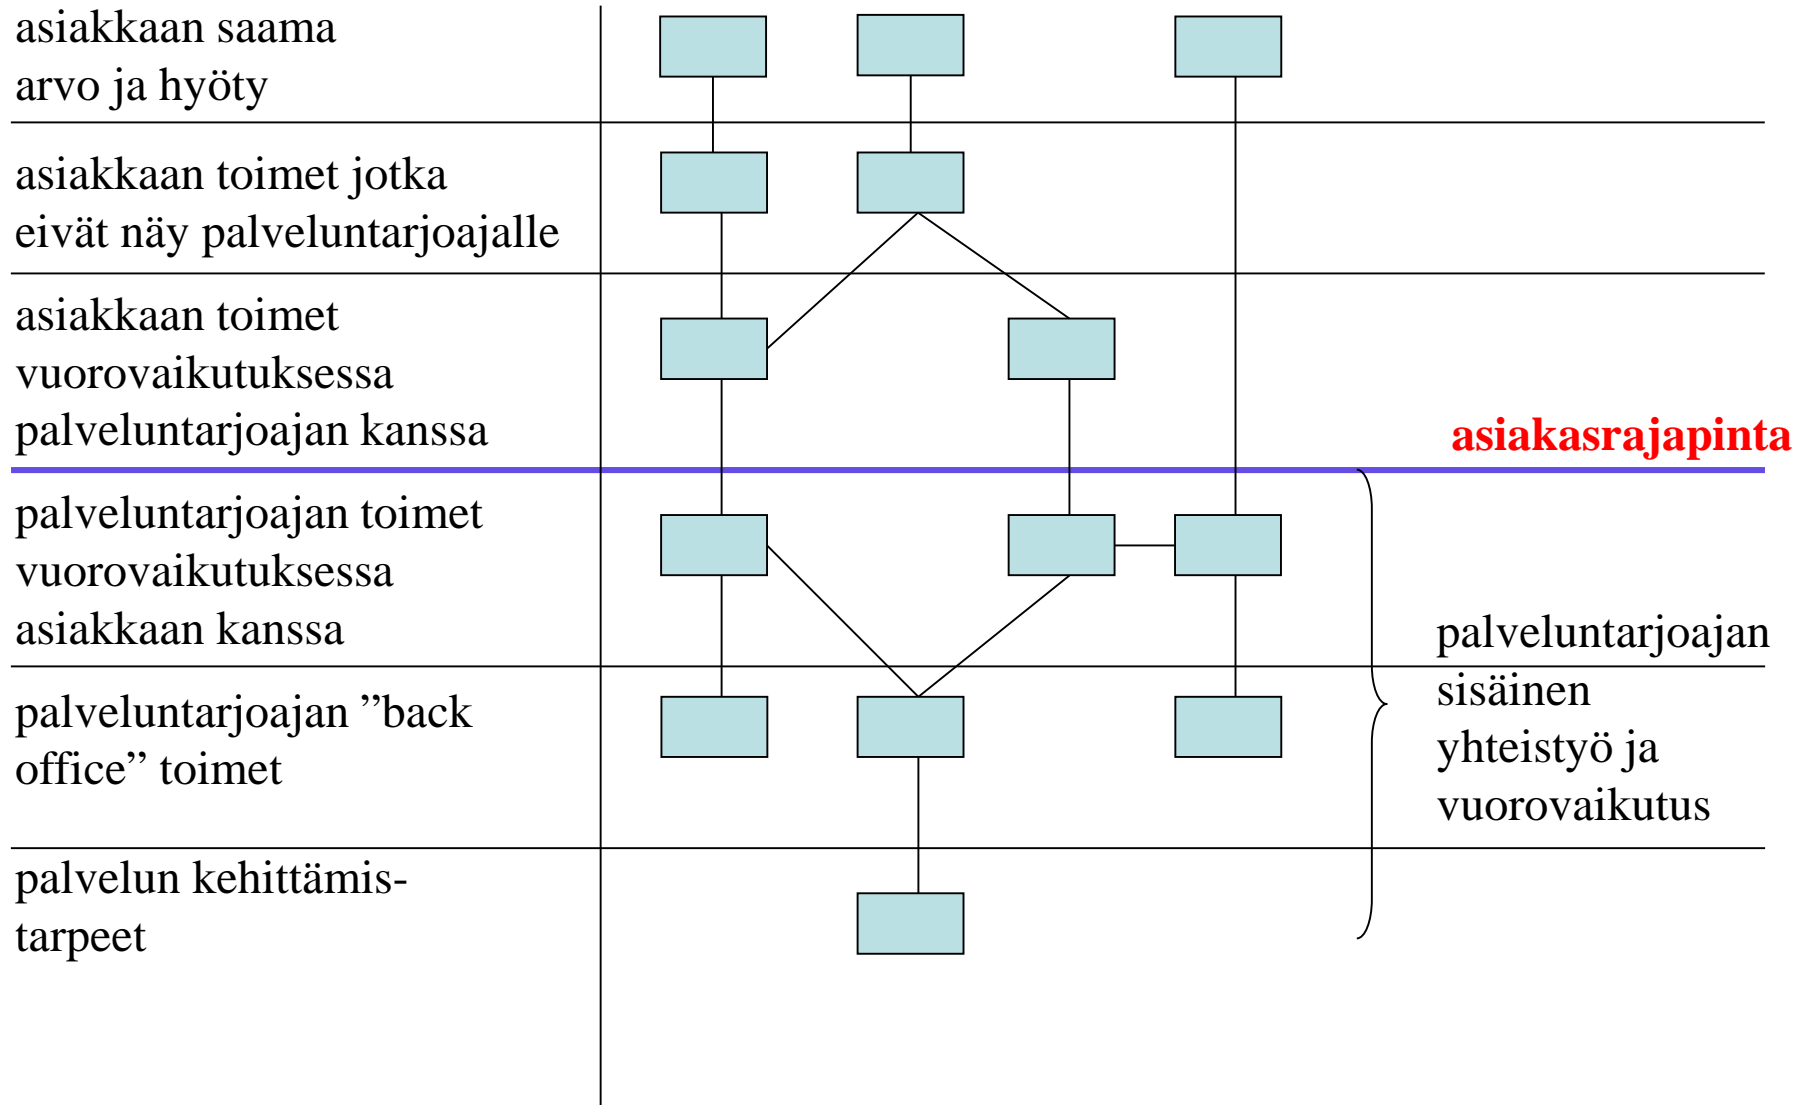 asiakkaan saama
arvo ja hyöty
asiakkaan toimet jotka
eivät näy palveluntarjoajalle
asiakkaan toimet
vuorovaikutuksessa
palveluntarjoajan kanssa
asiakasrajapinta
palveluntarjoajan toimet
vuorovaikutuksessa
asiakkaan kanssa
palveluntarjoajan ”back
office” toimet
palveluntarjoajan
sisäinen
yhteistyö ja
vuorovaikutus
palvelun kehittämis-
tarpeet